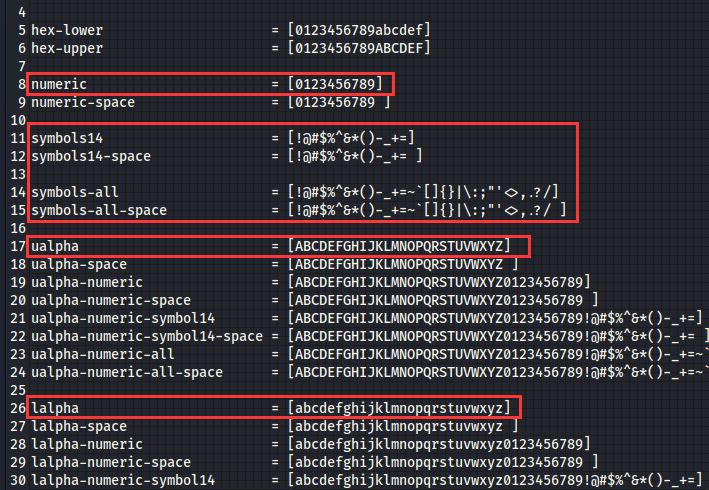 4
5 hex-lower = [0123456789abcdef]
6 hex-upper = [0123456789ABCDEF]
7
8 numeric = [0123456789]
9 numeric-space = [0123456789 ]
10
11 symbols14 = [!@#$%^&*()-_+=]
12 symbols14-space = [!@#$%^&*()-_+= ]
13
14 symbols-all = [!@#$%^&*()-_+=~`[]{}|\:;"'<>,.?/]
15 symbols-all-space = [!@#$%^&*()-_+=~`[]{}|\:;"'<>,.?/ ]
16
17 ualpha = [ABCDEFGHIJKLMNOPQRSTUVWXYZ]
18 ualpha-space = [ABCDEFGHIJKLMNOPQRSTUVWXYZ ]
19 ualpha-numeric = [ABCDEFGHIJKLMNOPQRSTUVWXYZ0123456789]
20 ualpha-numeric-space = [ABCDEFGHIJKLMNOPQRSTUVWXYZ0123456789 ]
21 ualpha-numeric-symbol14 = [ABCDEFGHIJKLMNOPQRSTUVWXYZ0123456789!@#$%^&*()-_+=]
22 ualpha-numeric-symbol14-space = [ABCDEFGHIJKLMNOPQRSTUVWXYZ0123456789!@#$%^&*()-_+= ]
23 ualpha-numeric-all = [ABCDEFGHIJKLMNOPQRSTUVWXYZ0123456789!@#$%^&*()-_+=~`
24 ualpha-numeric-all-space = [ABCDEFGHIJKLMNOPQRSTUVWXYZ0123456789!@#$%^&*()-_+=~`
25
26 lalpha = [abcdefghijklmnopqrstuvwxyz]
27 lalpha-space = [abcdefghijklmnopqrstuvwxyz ]
28 lalpha-numeric = [abcdefghijklmnopqrstuvwxyz0123456789]
29 lalpha-numeric-space = [abcdefghijklmnopqrstuvwxyz0123456789 ]
30 lalpha-numeric-symbol14 = [abcdefghijklmnopqrstuvwxyz0123456789!@#$%^&*()-_+=]